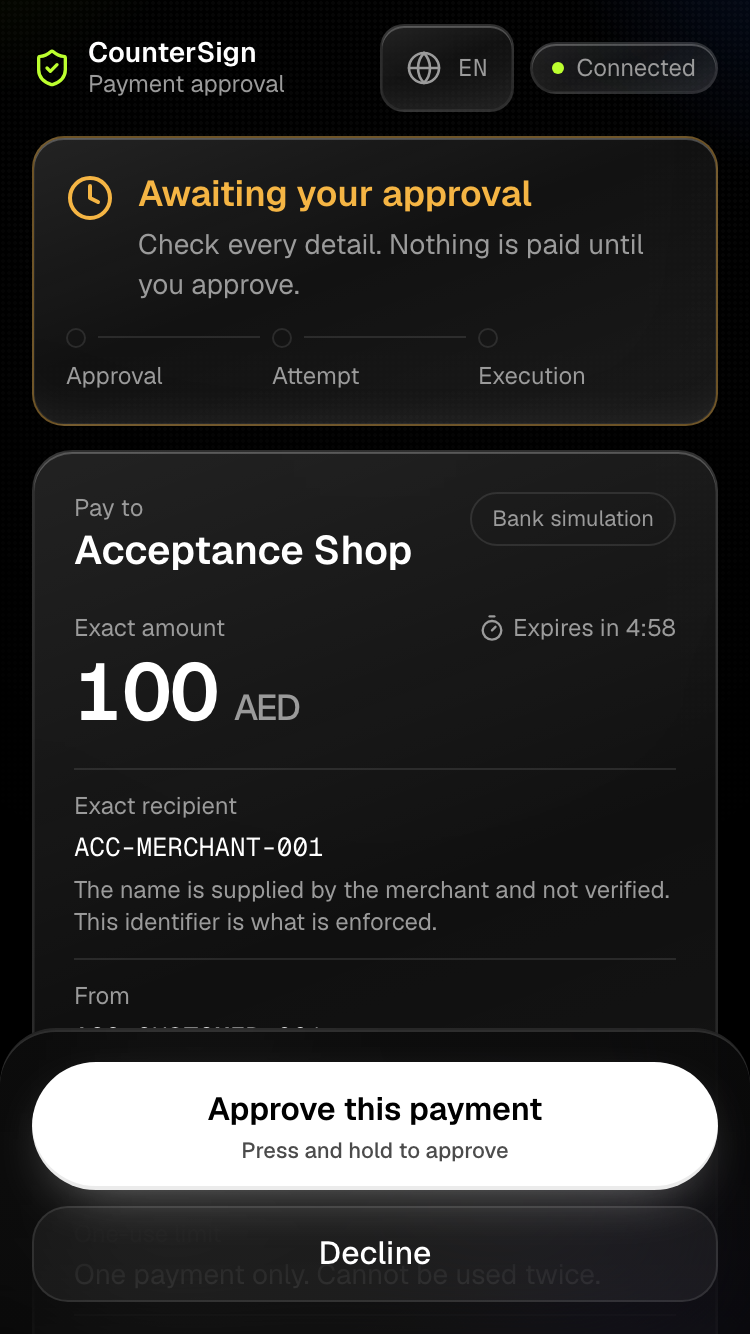 CounterSign
Payment approval
EN
Connected
Awaiting your approval
Check every detail. Nothing is paid until
you approve.
Approval
Attempt
Execution
Pay to
Bank simulation
Acceptance Shop
Exact amount
Expires in 4:58
100 AED
Exact recipient
ACC-MERCHANT-001
The name is supplied by the merchant and not verified.
This identifier is what is enforced.
From
Approve this payment
Press and hold to approve
Decline
One payment only. Cannot be used twice.